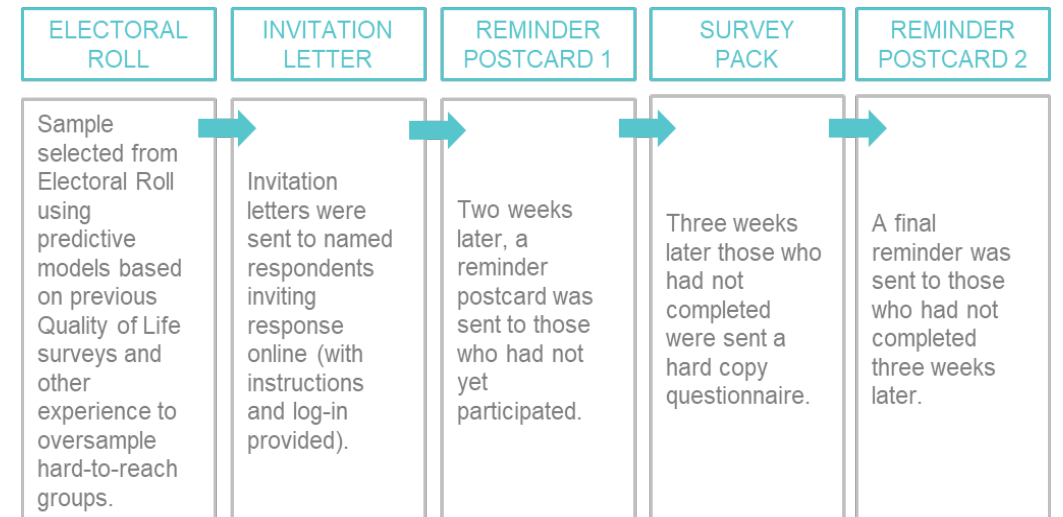 ELECTORAL
ROLL
INVITATION
LETTER
REMINDER
POSTCARD 1
SURVEY
PACK
REMINDER
POSTCARD 2
Sample
selected from
Electoral Roll
using
predictive
models based
on previous
Quality of Life
surveys and
other
experience to
oversample
hard-to-reach
groups.
Invitation
letters were
sent to named
respondents
inviting
response
online (with
instructions
and log-in
provided).
Two weeks
later, a
reminder
postcard was
sent to those
who had not
yet
participated.
Three weeks
later those who
had not
completed
were sent a
hard copy
questionnaire.
A final
reminder was
sent to those
who had not
completed
three weeks
later.